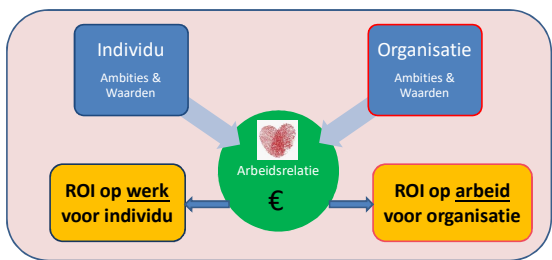 Individu
Ambities &
Waarden
Organisatie
Ambities &
Waarden
Arbeidsrelatie
€
ROI op werk
voor individu
ROI op arbeid
voor organisatie